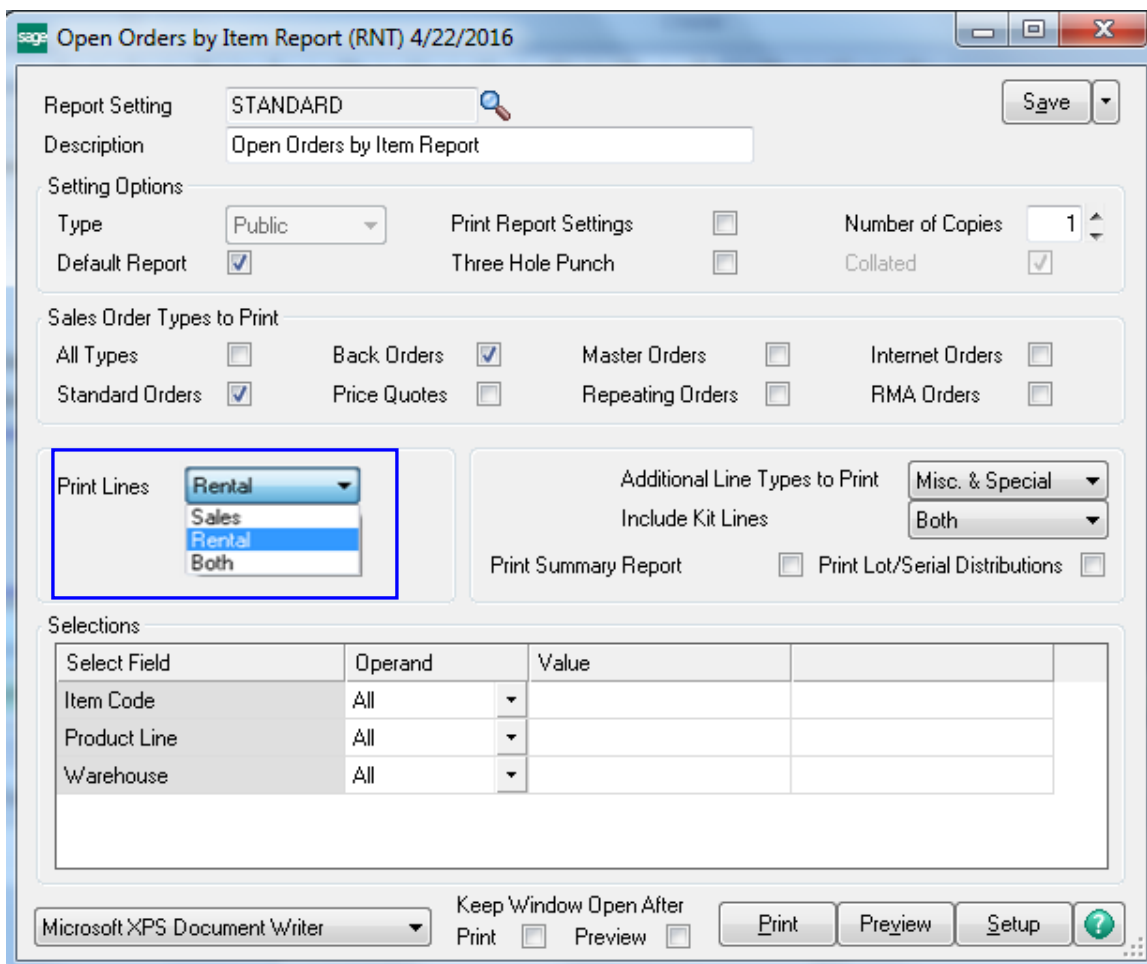 sage Open Orders by Item Report (RNT) 4/22/2016
Report Setting STANDARD Save
Description Open Orders by Item Report
Setting Options
Type Public Print Report Settings Number of Copies 1
Default Report Three Hole Punch Collated
Sales Order Types to Print
All Types Back Orders Master Orders Internet Orders
Standard Orders Price Quotes Repeating Orders RMA Orders
Print Lines Rental
Sales
Rental
Both
Additional Line Types to Print Misc. & Special
Include Kit Lines Both
Print Summary Report Print Lot/Serial Distributions
Selections
Select Field Operand Value
Item Code All
Product Line All
Warehouse All
Microsoft XPS Document Writer
Keep Window Open After
Print Preview
Print Preview Setup ?